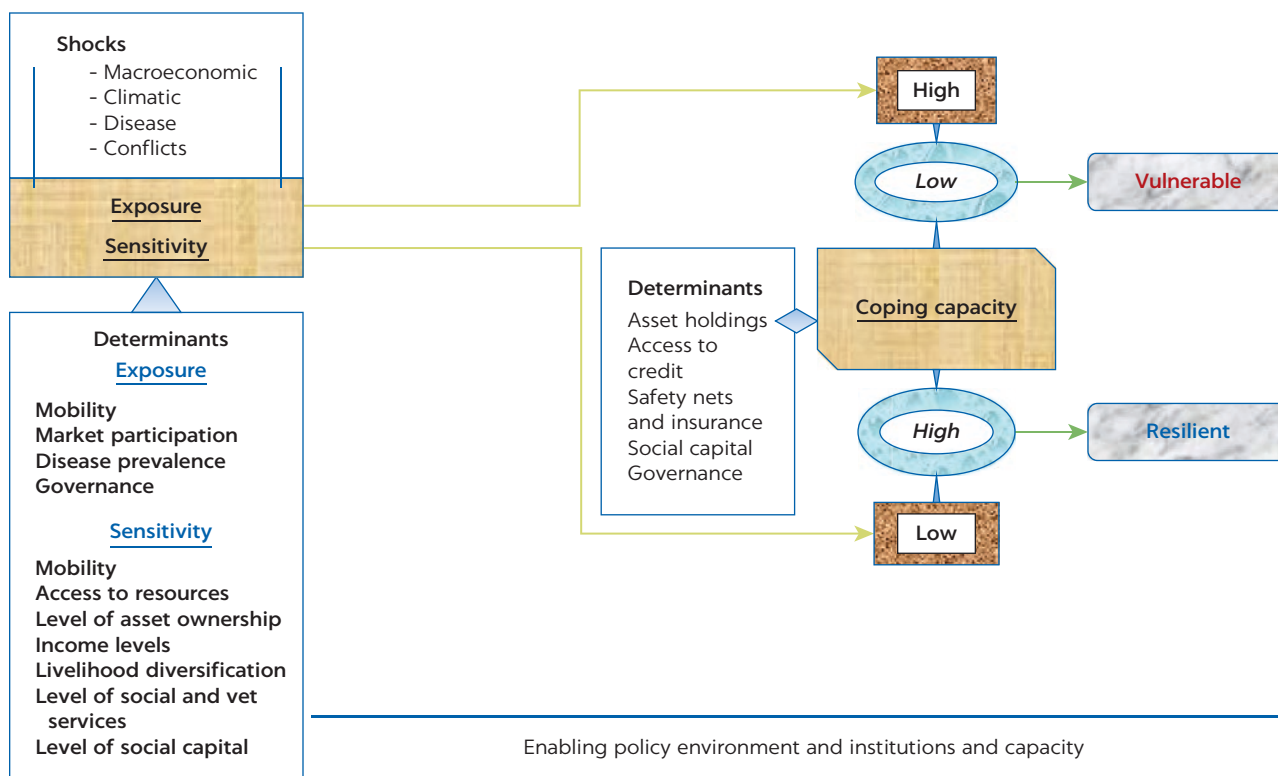 Shocks
- Macroeconomic
- Climatic
- Disease
- Conflicts
Exposure
Sensitivity
Determinants
Exposure
Mobility
Market participation
Disease prevalence
Governance
Sensitivity
Mobility
Access to resources
Level of asset ownership
Income levels
Livelihood diversification
Level of social and vet
services
Level of social capital
High
Low
Vulnerable
Determinants
Asset holdings
Access to
credit
Safety nets
and insurance
Social capital
Governance
Coping capacity
High
Resilient
Low
Enabling policy environment and institutions and capacity